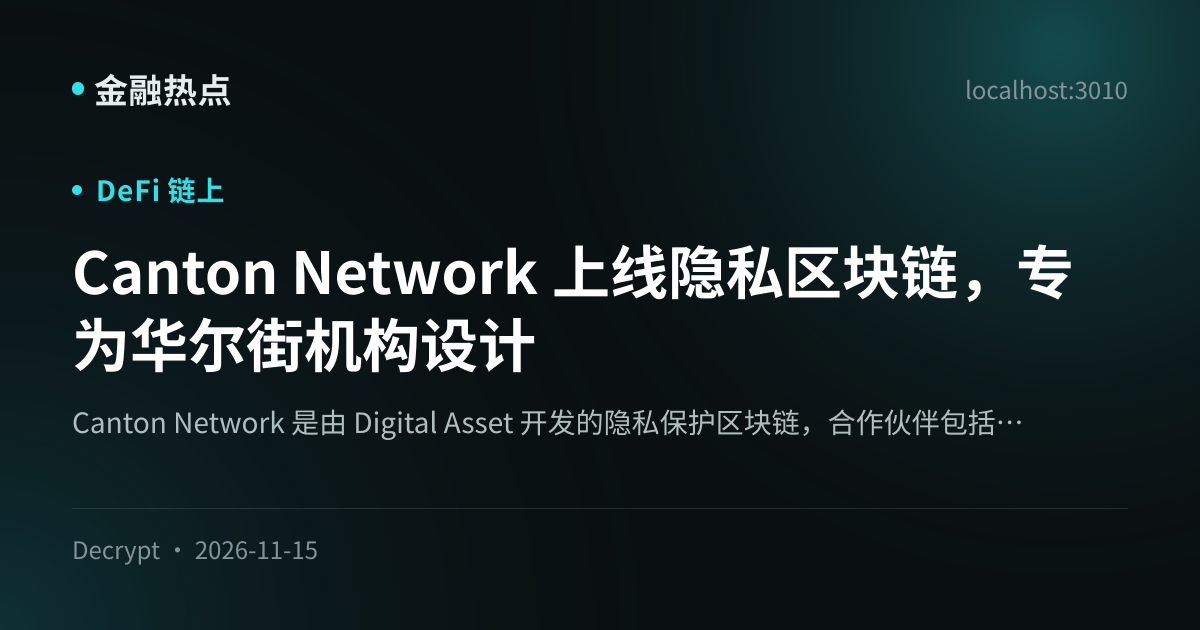 金融热点
localhost:3010
DeFi 链上
Canton Network 上线隐私区块链，专
为华尔街机构设计
Canton Network 是由 Digital Asset 开发的隐私保护区块链，合作伙伴包括…
Decrypt · 2026-11-15